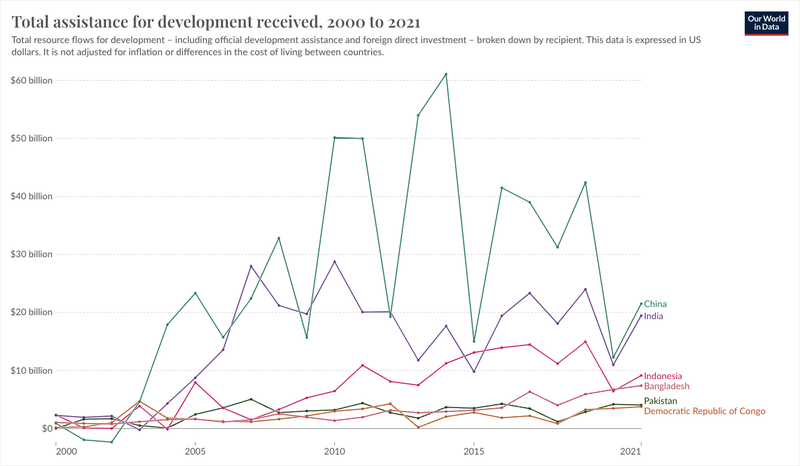 Total assistance for development received, 2000 to 2021
Our World
in Data
Total resource flows for development – including official development assistance and foreign direct investment – broken down by recipient. This data is expressed in US
dollars. It is not adjusted for inflation or differences in the cost of living between countries.
$60 billion
$50 billion
$40 billion
$30 billion
$20 billion
$10 billion
$0
China
India
Indonesia
Bangladesh
Pakistan
Democratic Republic of Congo
2000
2005
2010
2015
2021